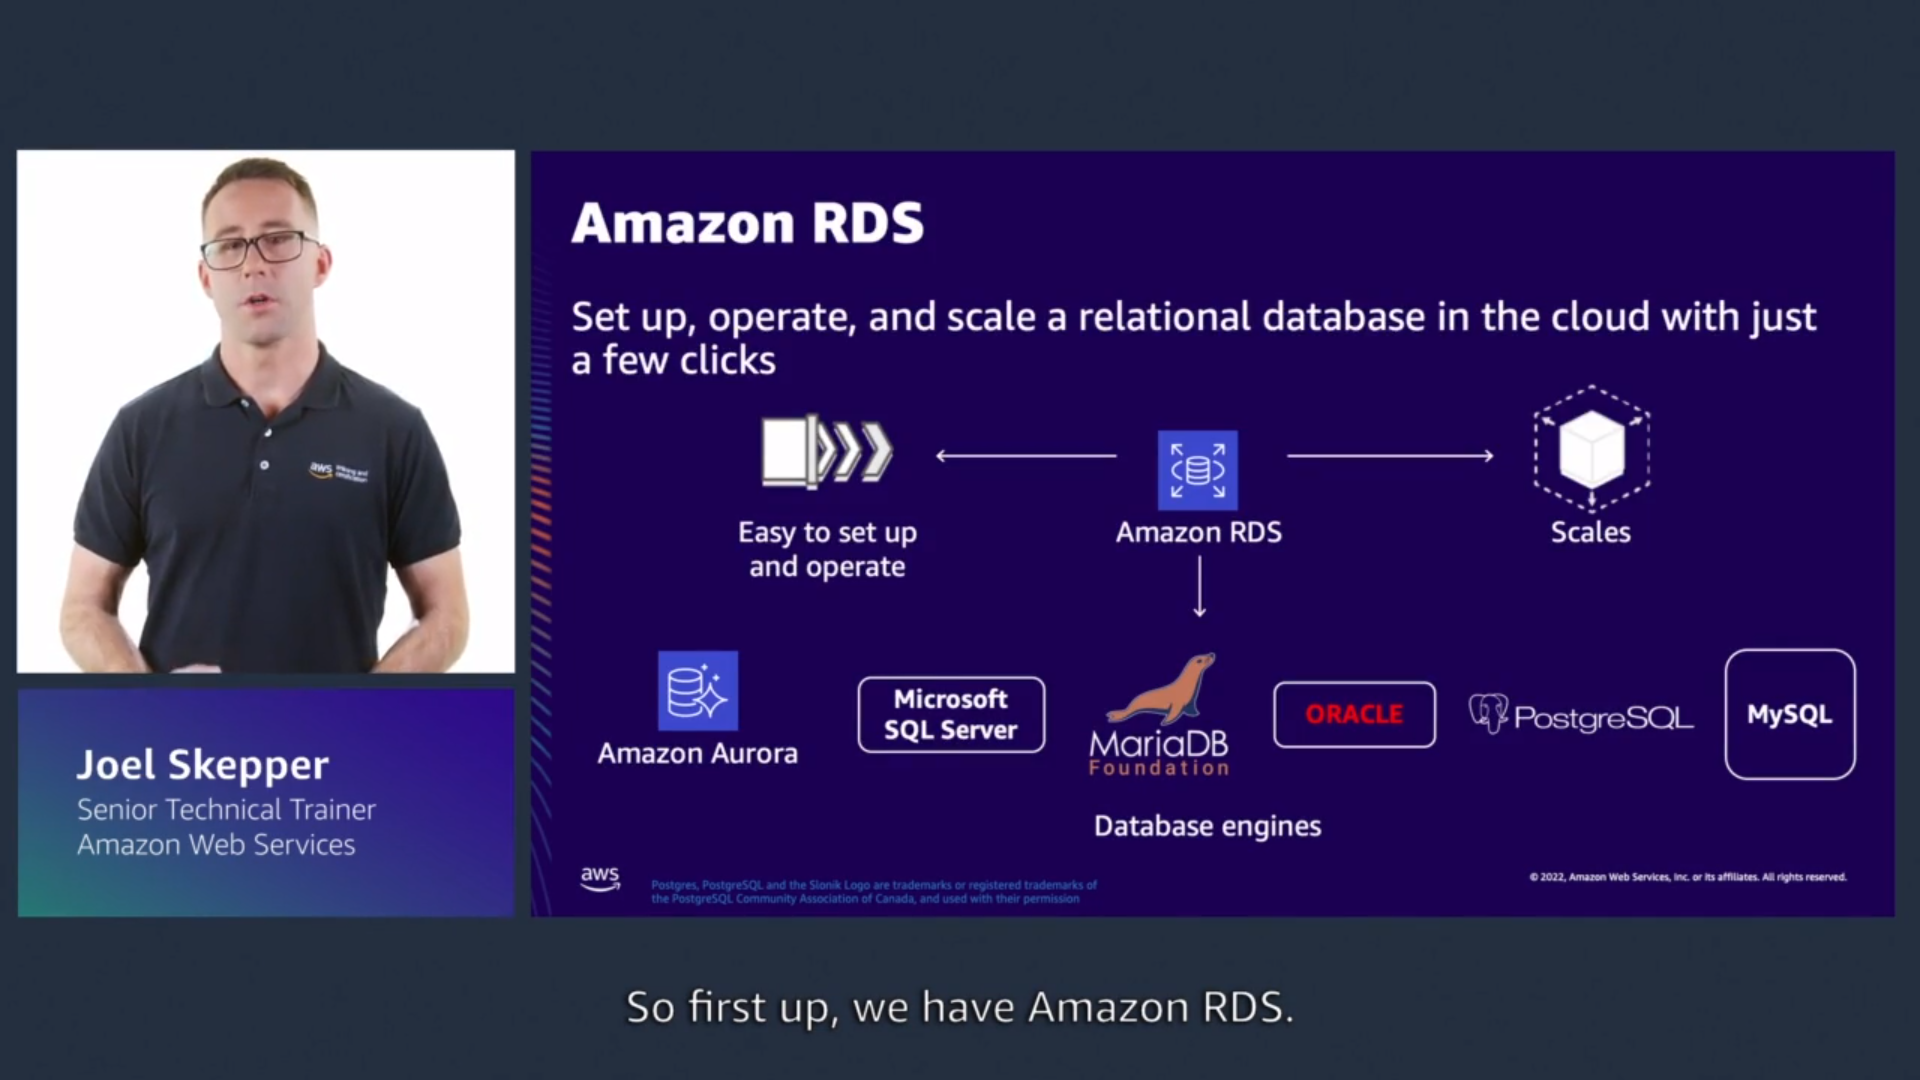 Amazon RDS
Set up, operate, and scale a relational database in the cloud with just
a few clicks
Easy to set up
and operate
Amazon RDS
Scales
Amazon Aurora
Microsoft
SQL Server
MariaDB
Foundation
ORACLE
PostgreSQL
MySQL
Database engines
aws
Postgres, PostgreSQL and the Slonik Logo are trademarks or registered trademarks of
the PostgreSQL Community Association of Canada, and used with their permission
© 2022, Amazon Web Services, Inc. or its affiliates. All rights reserved.
aws training and
certification
Joel Skepper
Senior Technical Trainer
Amazon Web Services
So first up, we have Amazon RDS.